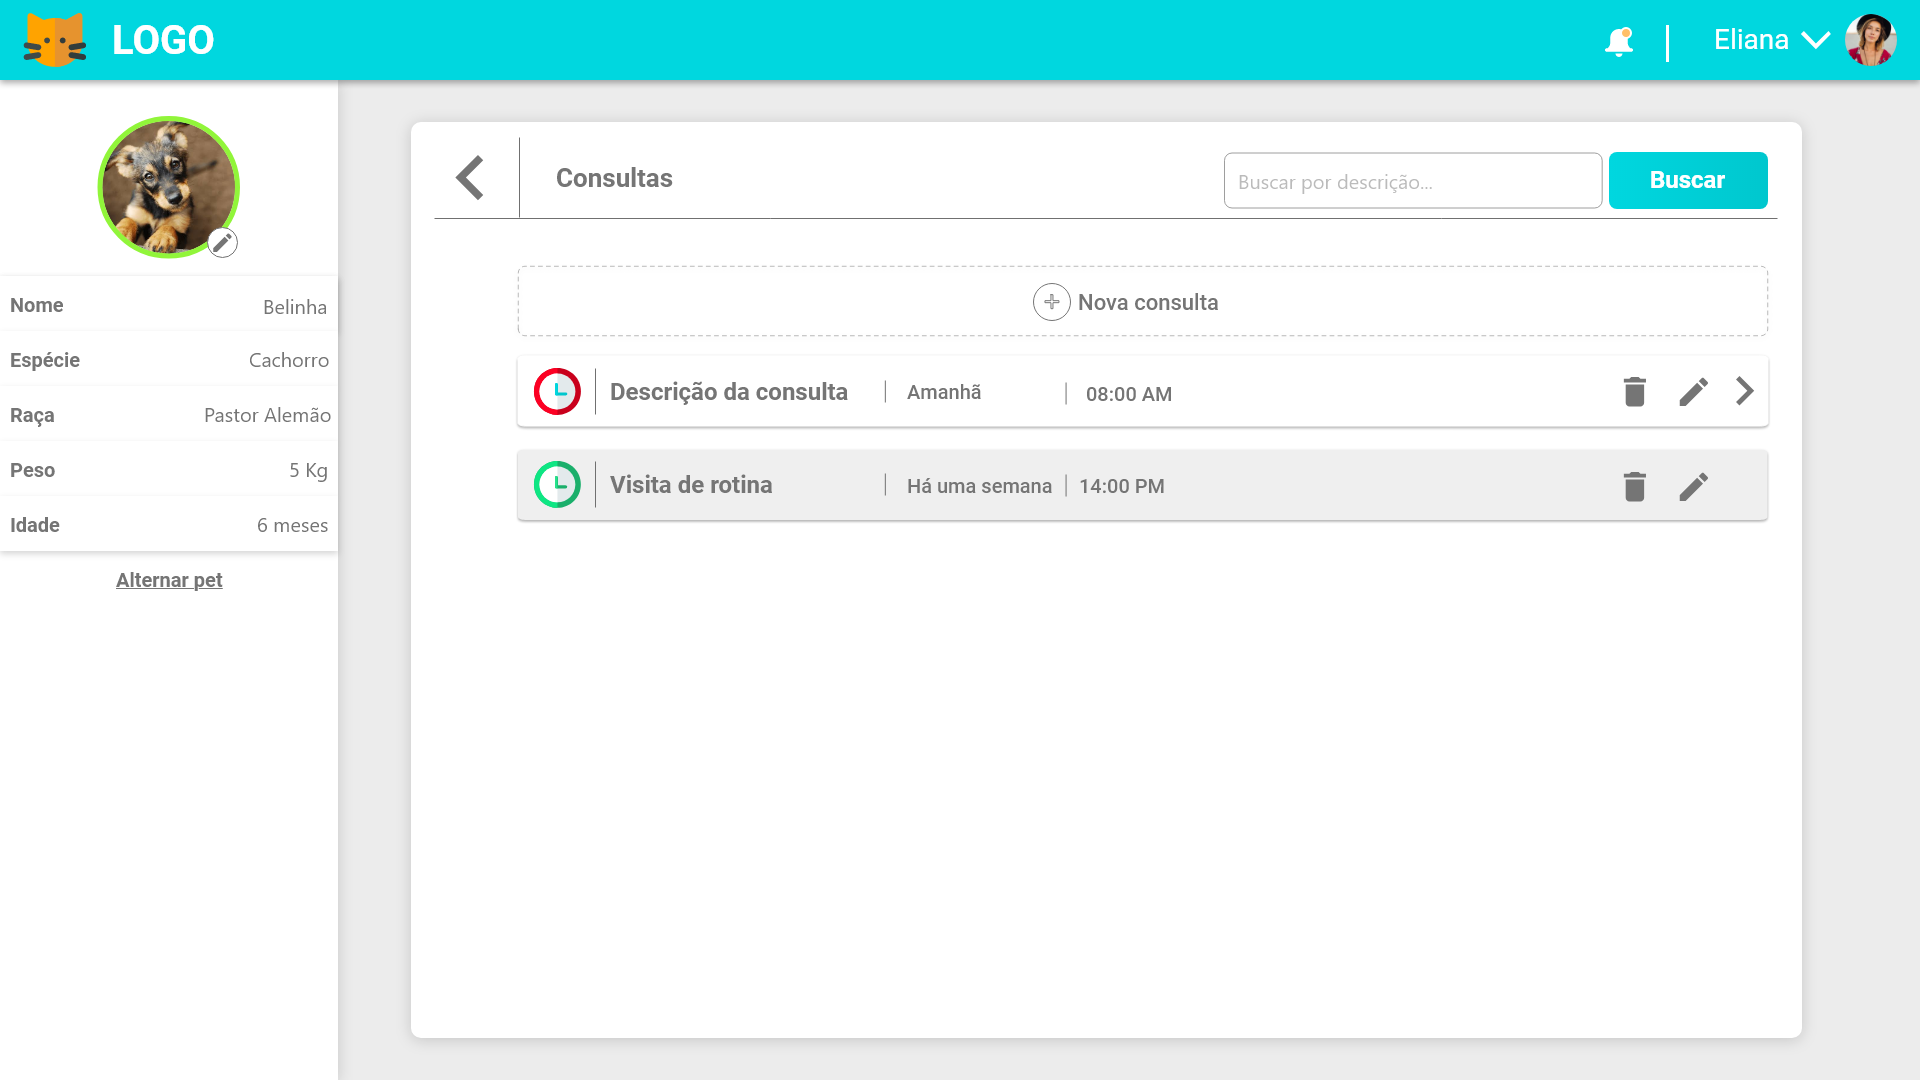 LOGO
Eliana
Nome Belinha
Espécie Cachorro
Raça Pastor Alemão
Peso 5 Kg
Idade 6 meses
Alternar pet
Consultas
Buscar por descrição...
Buscar
Nova consulta
Descrição da consulta | Amanhã | 08:00 AM
Visita de rotina | Há uma semana | 14:00 PM